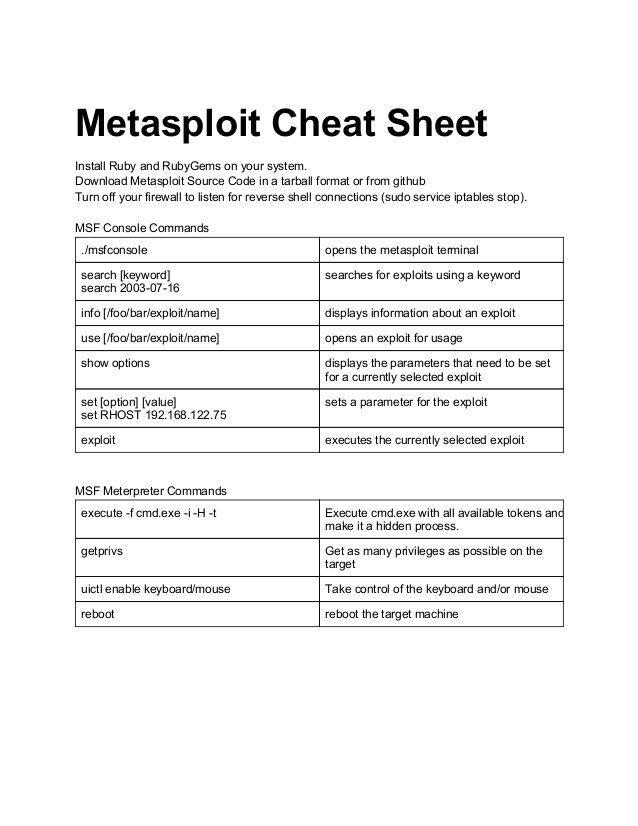 Metasploit Cheat Sheet
Install Ruby and RubyGems on your system.
Download Metasploit Source Code in a tarball format or from github
Turn off your firewall to listen for reverse shell connections (sudo service iptables stop).
MSF Console Commands
./msfconsole
opens the metasploit terminal
search [keyword]
search 2003-07-16
searches for exploits using a keyword
info [/foo/bar/exploit/name]
displays information about an exploit
use [/foo/bar/exploit/name]
opens an exploit for usage
show options
displays the parameters that need to be set
for a currently selected exploit
set [option] [value]
set RHOST 192.168.122.75
sets a parameter for the exploit
exploit
executes the currently selected exploit
MSF Meterpreter Commands
execute -f cmd.exe -i -H -t
Execute cmd.exe with all available tokens and
make it a hidden process.
getprivs
Get as many privileges as possible on the
target
uictl enable keyboard/mouse
Take control of the keyboard and/or mouse
reboot
reboot the target machine